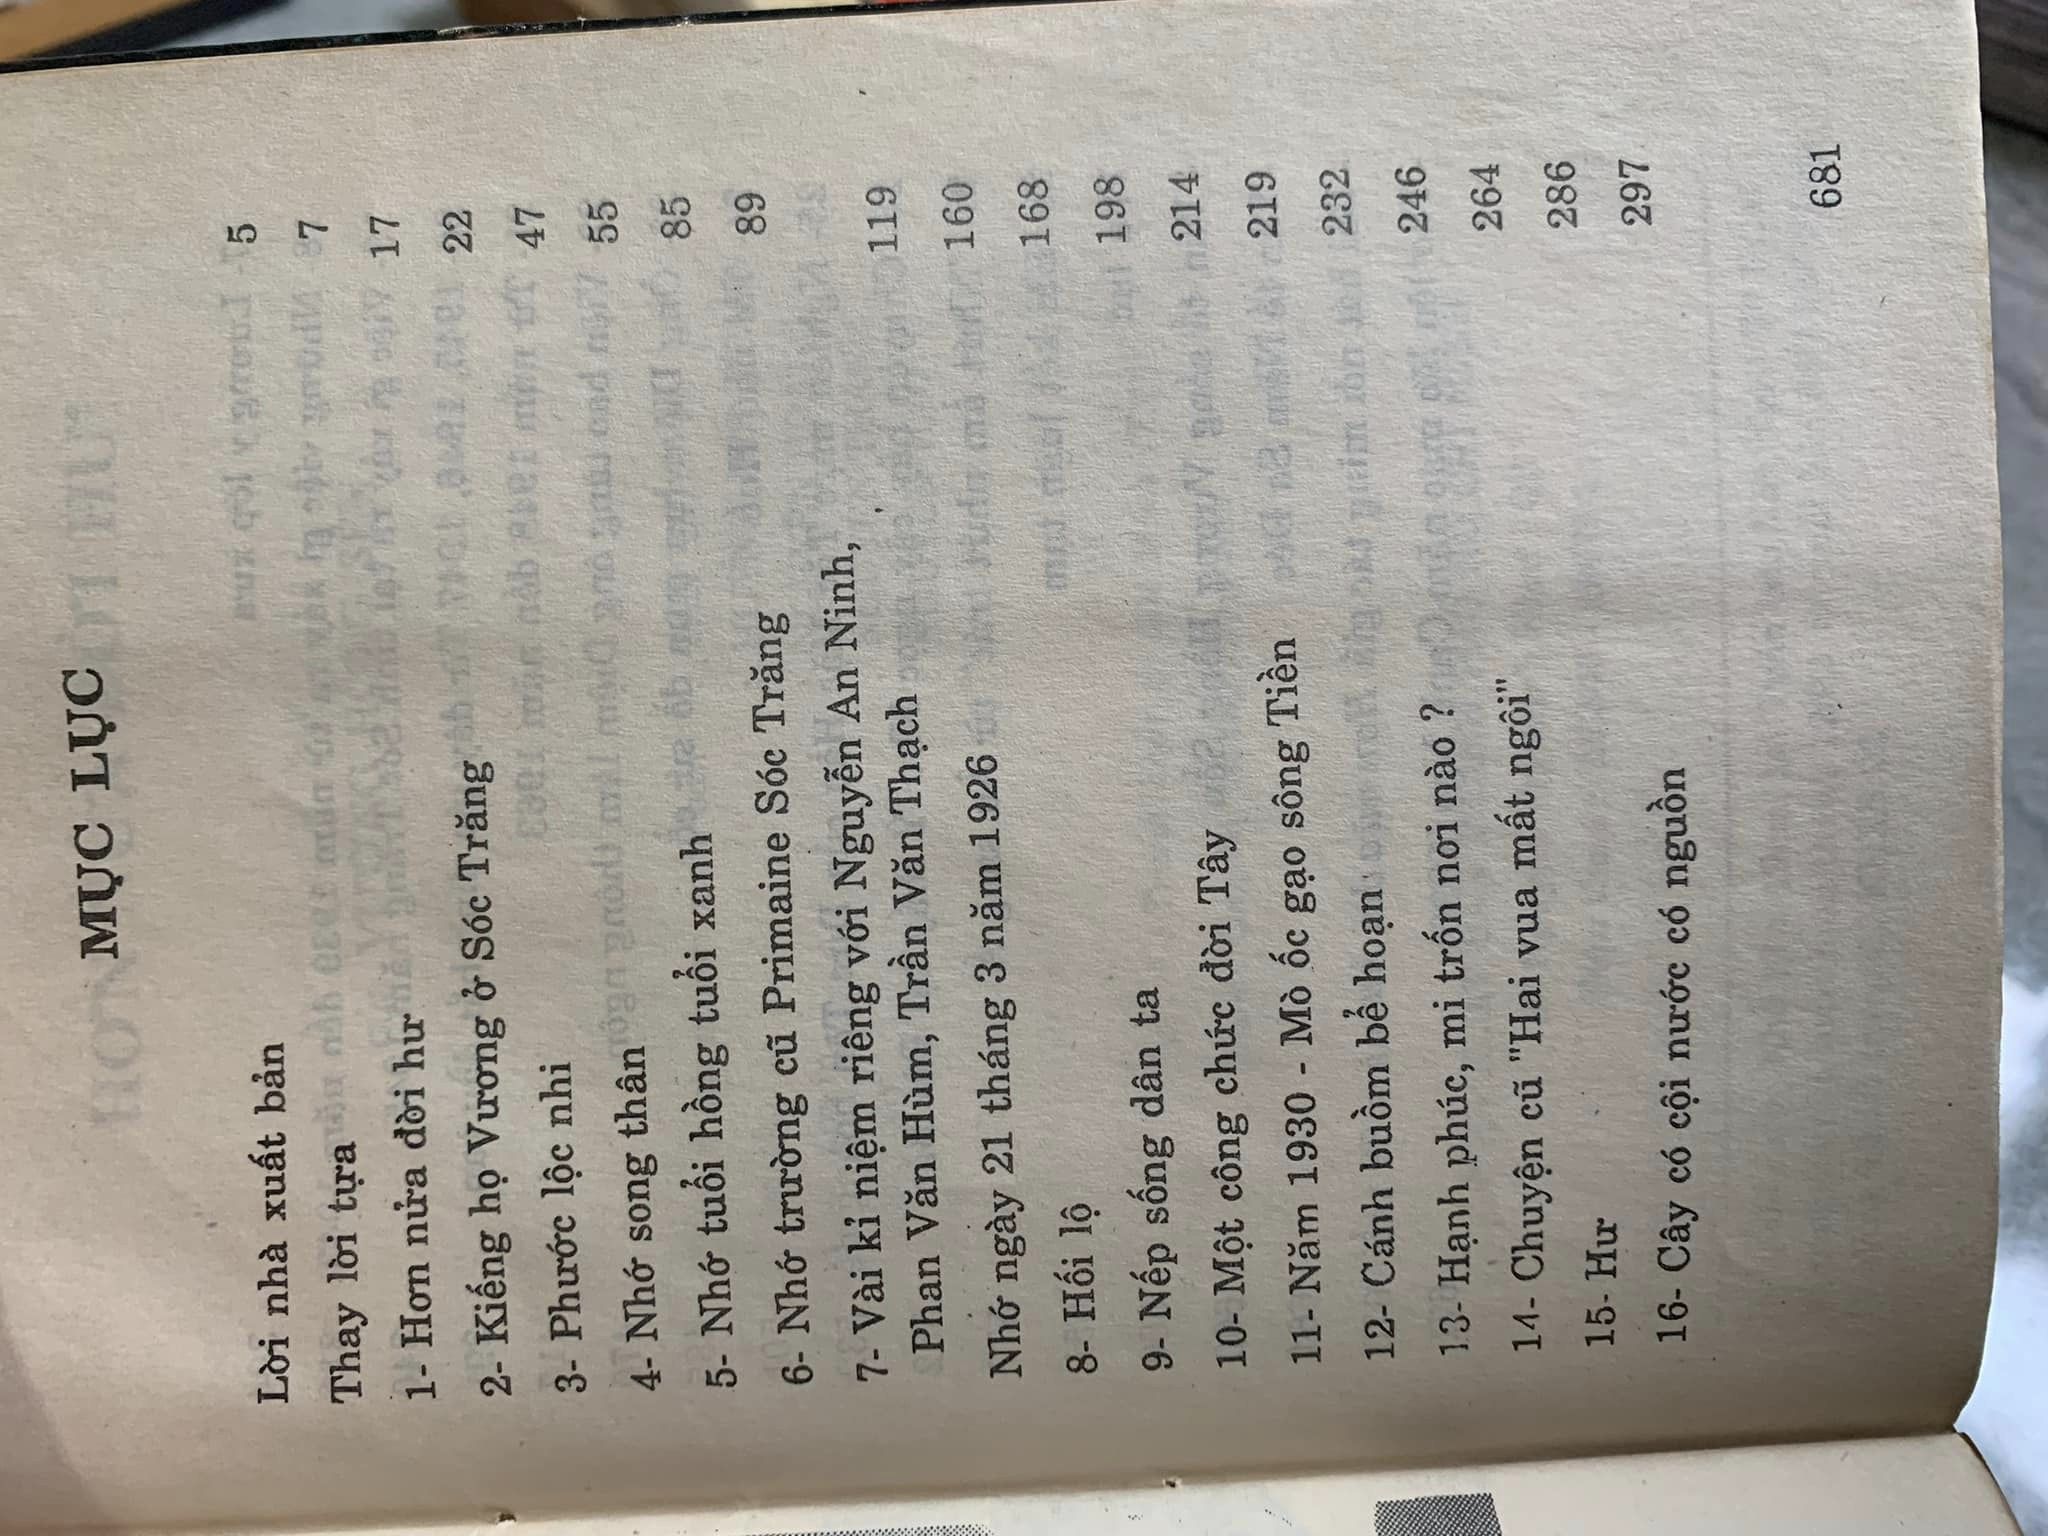 MỤC LỤC
Lời nhà xuất bản 5
Thay lời tựa 7
1- Hơn nửa đời hư 17
2- Kiếng họ Vương ở Sóc Trăng 22
3- Phước lộc nhi 47
4- Nhớ song thân 55
5- Nhớ tuổi hồng tuổi xanh 85
6- Nhớ trường cũ Primaine Sóc Trăng 89
7- Vài kỉ niệm riêng với Nguyễn An Ninh,
Phan Văn Hùm, Trần Văn Thạch 119
Nhớ ngày 21 tháng 3 năm 1926 160
8- Hối lộ 168
9- Nếp sống dân ta 198
10- Một công chức đời Tây 214
11- Năm 1930 - Mò ốc gạo sông Tiền 219
12- Cánh buồm bể hoạn 232
13- Hạnh phúc, mi trốn nơi nào ? 246
14- Chuyện cũ "Hai vua mất ngôi" 264
15- Hư 286
16- Cây có cội nước có nguồn 297
681